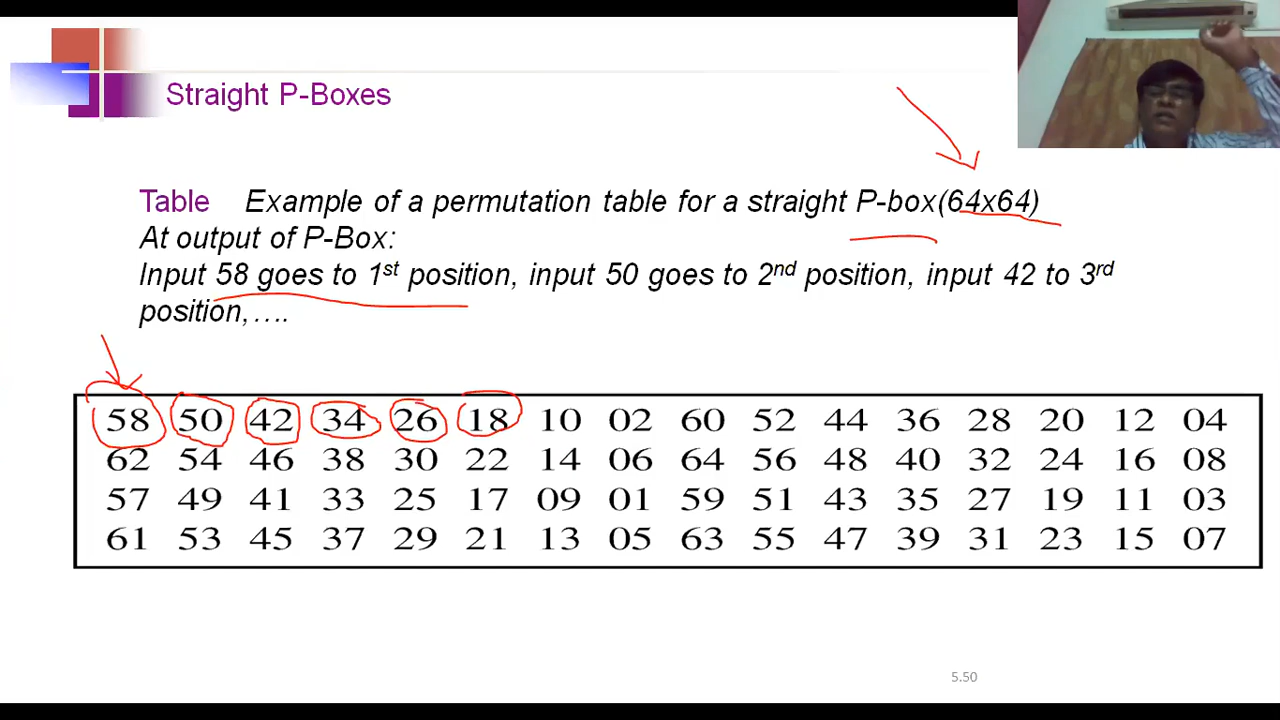 Straight P-Boxes
Table Example of a permutation table for a straight P-box(64x64)
At output of P-Box:
Input 58 goes to 1st position, input 50 goes to 2nd position, input 42 to 3rd
position,….
58 50 42 34 26 18 10 02 60 52 44 36 28 20 12 04
62 54 46 38 30 22 14 06 64 56 48 40 32 24 16 08
57 49 41 33 25 17 09 01 59 51 43 35 27 19 11 03
61 53 45 37 29 21 13 05 63 55 47 39 31 23 15 07
5.50